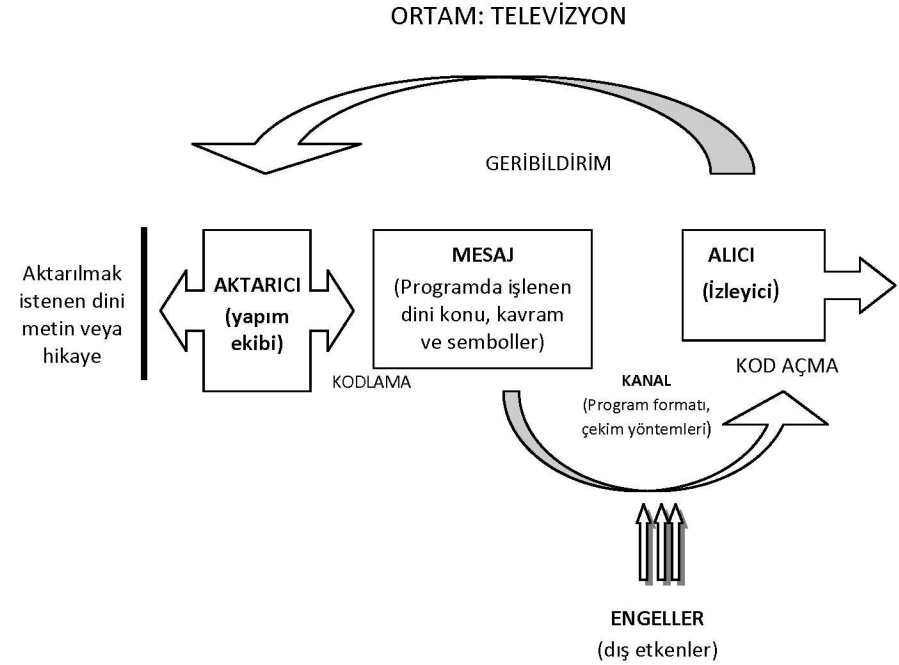 ORTAM: TELEVİZYON
GERİBİLDİRİM
Aktarılmak
istenen dini
metin veya
hikaye
AKTARICI
(yapım
ekibi)
KODLAMA
MESAJ
(Programda işlenen
dini konu, kavram
ve semboller)
ALICI
(İzleyici)
KOD AÇMA
KANAL
(Program formatı,
çekim yöntemleri)
ENGELLER
(dış etkenler)